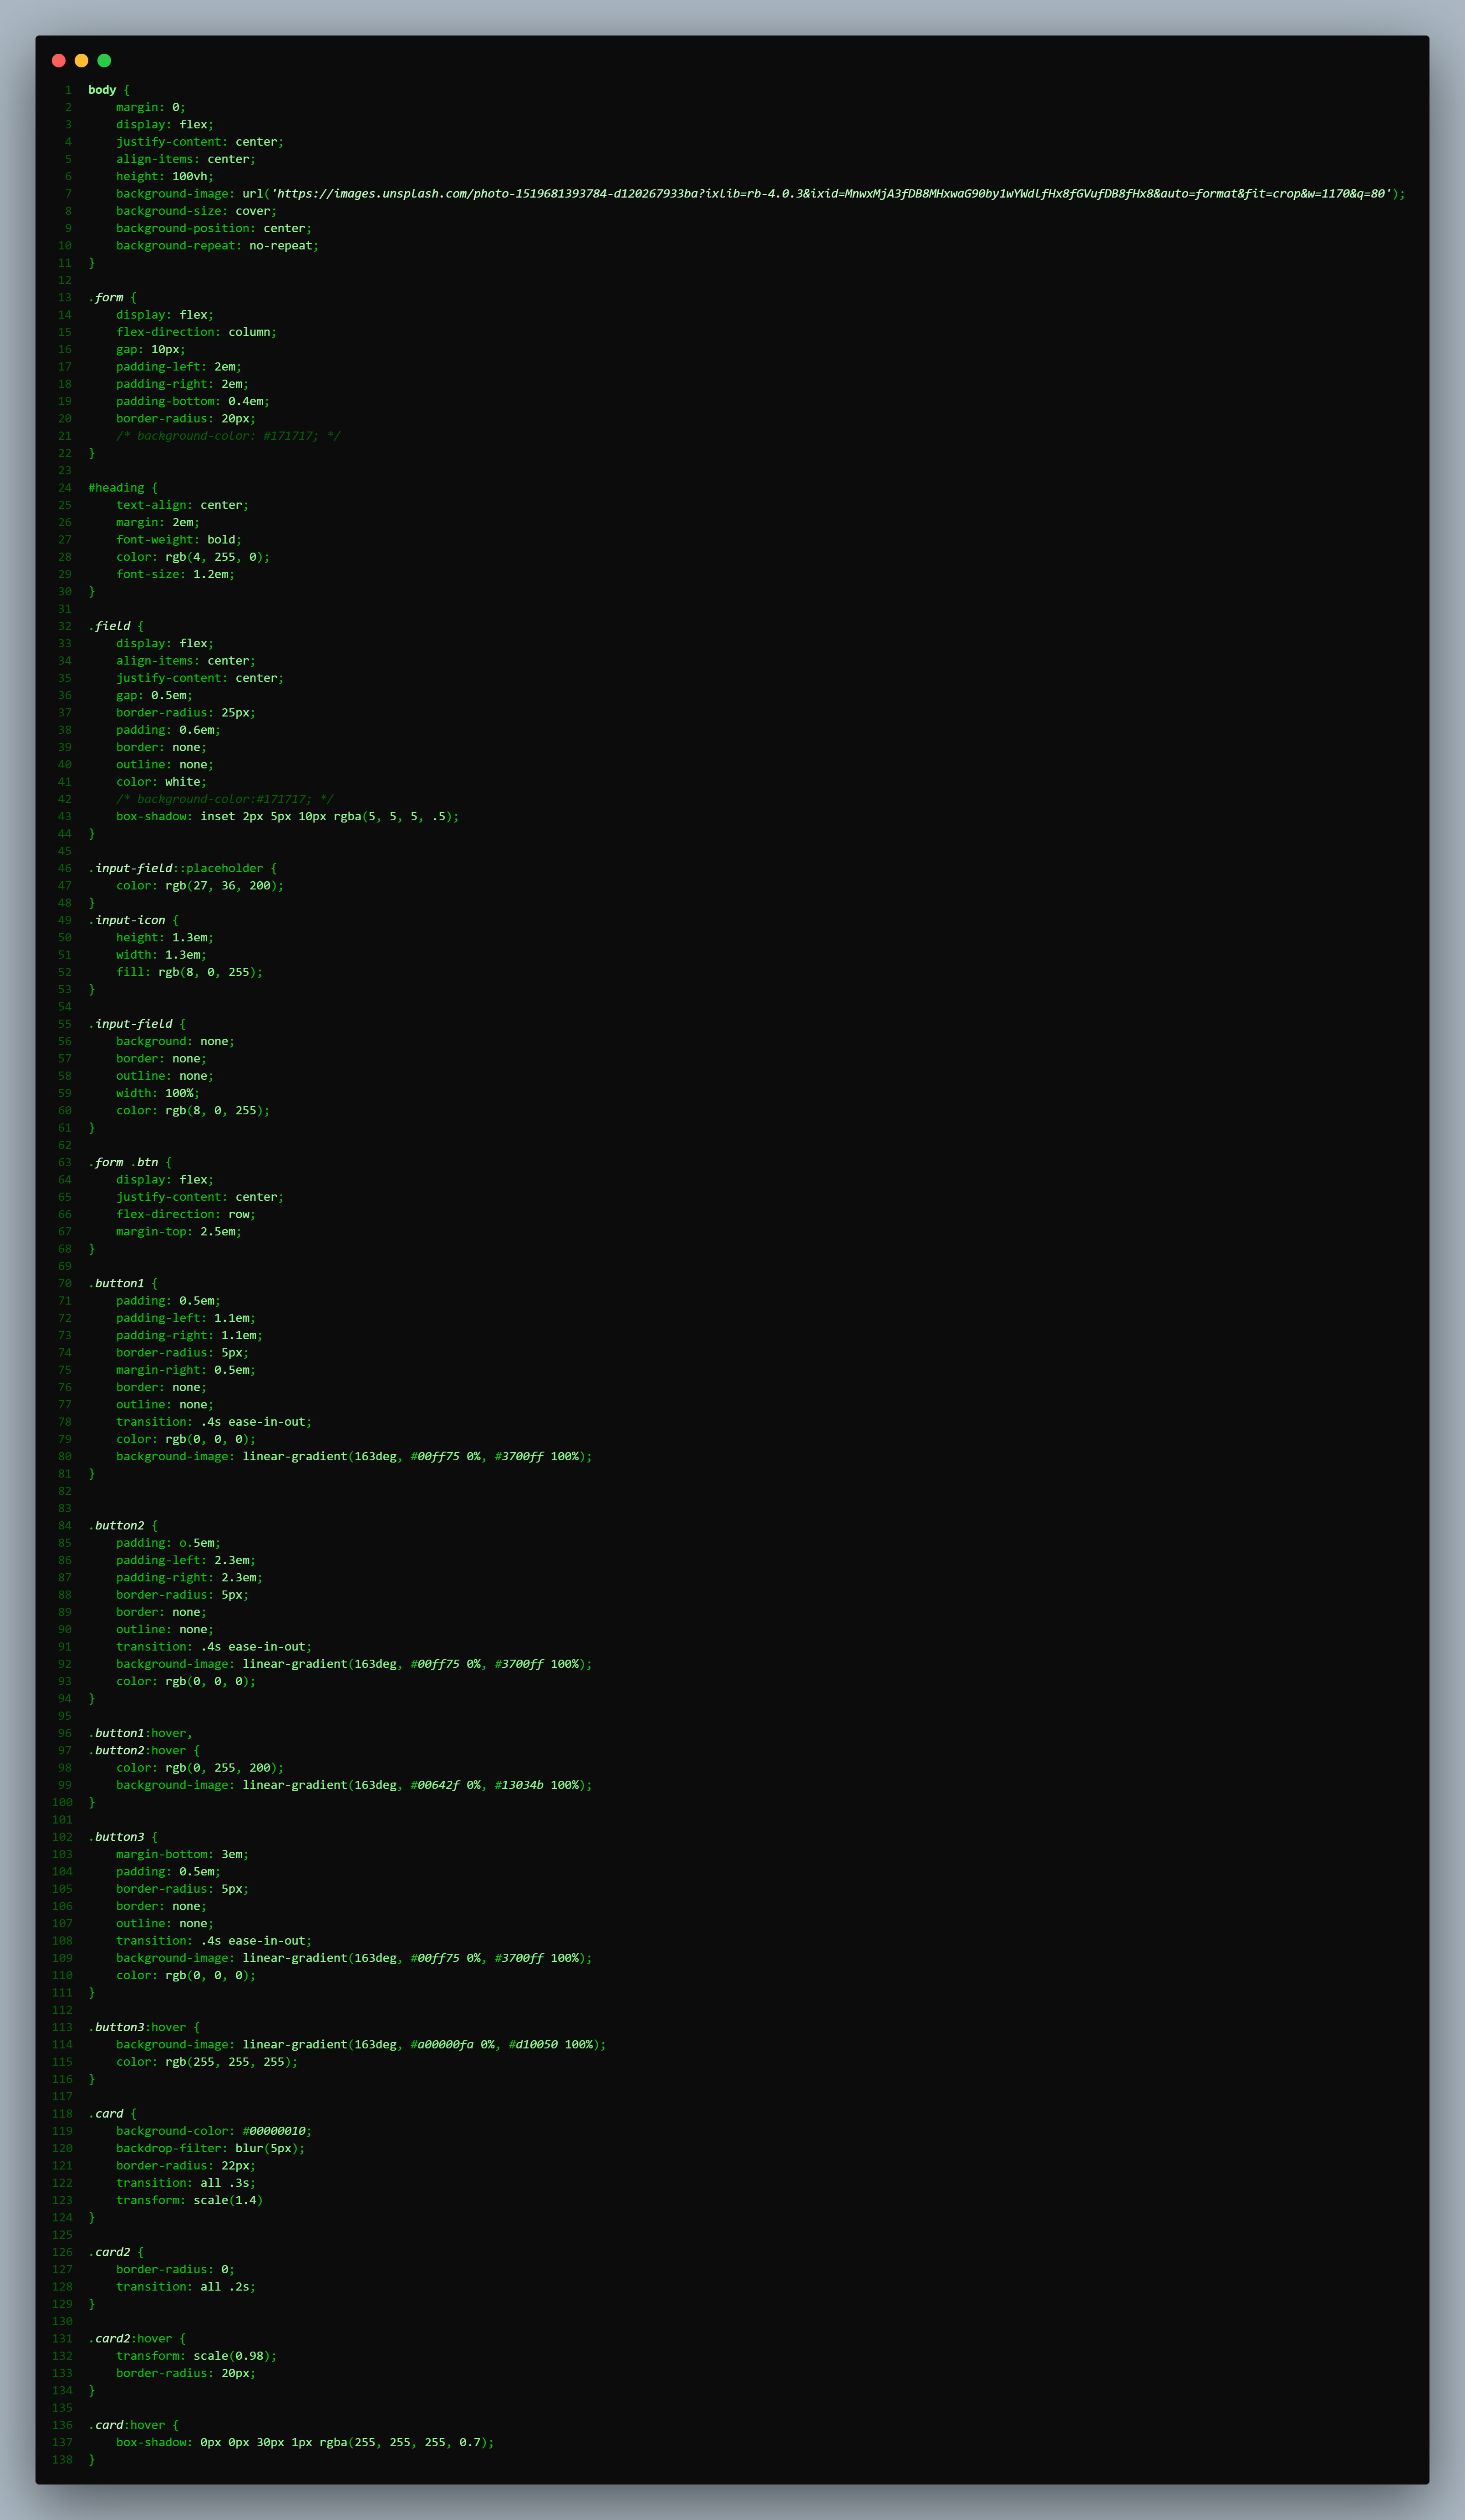 1 body {
2     margin: 0;
3     display: flex;
4     justify-content: center;
5     align-items: center;
6     height: 100vh;
7     background-image: url('https://images.unsplash.com/photo-1519681393784-d120267933ba?ixlib=rb-4.0.3&ixid=MnwxMjA3fDB8MHxwaG90by1wYWdlfHx8fGVufDB8fHx8&auto=format&fit=crop&w=1170&q=80');
8     background-size: cover;
9     background-position: center;
10     background-repeat: no-repeat;
11 }
12
13 .form {
14     display: flex;
15     flex-direction: column;
16     gap: 10px;
17     padding-left: 2em;
18     padding-right: 2em;
19     padding-bottom: 0.4em;
20     border-radius: 20px;
21     /* background-color: #171717; */
22 }
23
24 #heading {
25     text-align: center;
26     margin: 2em;
27     font-weight: bold;
28     color: rgb(4, 255, 0);
29     font-size: 1.2em;
30 }
31
32 .field {
33     display: flex;
34     align-items: center;
35     justify-content: center;
36     gap: 0.5em;
37     border-radius: 25px;
38     padding: 0.6em;
39     border: none;
40     outline: none;
41     color: white;
42     /* background-color:#171717; */
43     box-shadow: inset 2px 5px 10px rgba(5, 5, 5, .5);
44 }
45
46 .input-field::placeholder {
47     color: rgb(27, 36, 200);
48 }
49 .input-icon {
50     height: 1.3em;
51     width: 1.3em;
52     fill: rgb(8, 0, 255);
53 }
54
55 .input-field {
56     background: none;
57     border: none;
58     outline: none;
59     width: 100%;
60     color: rgb(8, 0, 255);
61 }
62
63 .form .btn {
64     display: flex;
65     justify-content: center;
66     flex-direction: row;
67     margin-top: 2.5em;
68 }
69
70 .button1 {
71     padding: 0.5em;
72     padding-left: 1.1em;
73     padding-right: 1.1em;
74     border-radius: 5px;
75     margin-right: 0.5em;
76     border: none;
77     outline: none;
78     transition: .4s ease-in-out;
79     color: rgb(0, 0, 0);
80     background-image: linear-gradient(163deg, #00ff75 0%, #3700ff 100%);
81 }
82
83
84 .button2 {
85     padding: o.5em;
86     padding-left: 2.3em;
87     padding-right: 2.3em;
88     border-radius: 5px;
89     border: none;
90     outline: none;
91     transition: .4s ease-in-out;
92     background-image: linear-gradient(163deg, #00ff75 0%, #3700ff 100%);
93     color: rgb(0, 0, 0);
94 }
95
96 .button1:hover,
97 .button2:hover {
98     color: rgb(0, 255, 200);
99     background-image: linear-gradient(163deg, #00642f 0%, #13034b 100%);
100 }
101
102 .button3 {
103     margin-bottom: 3em;
104     padding: 0.5em;
105     border-radius: 5px;
106     border: none;
107     outline: none;
108     transition: .4s ease-in-out;
109     background-image: linear-gradient(163deg, #00ff75 0%, #3700ff 100%);
110     color: rgb(0, 0, 0);
111 }
112
113 .button3:hover {
114     background-image: linear-gradient(163deg, #a00000fa 0%, #d10050 100%);
115     color: rgb(255, 255, 255);
116 }
117
118 .card {
119     background-color: #00000010;
120     backdrop-filter: blur(5px);
121     border-radius: 22px;
122     transition: all .3s;
123     transform: scale(1.4)
124 }
125
126 .card2 {
127     border-radius: 0;
128     transition: all .2s;
129 }
130
131 .card2:hover {
132     transform: scale(0.98);
133     border-radius: 20px;
134 }
135
136 .card:hover {
137     box-shadow: 0px 0px 30px 1px rgba(255, 255, 255, 0.7);
138 }